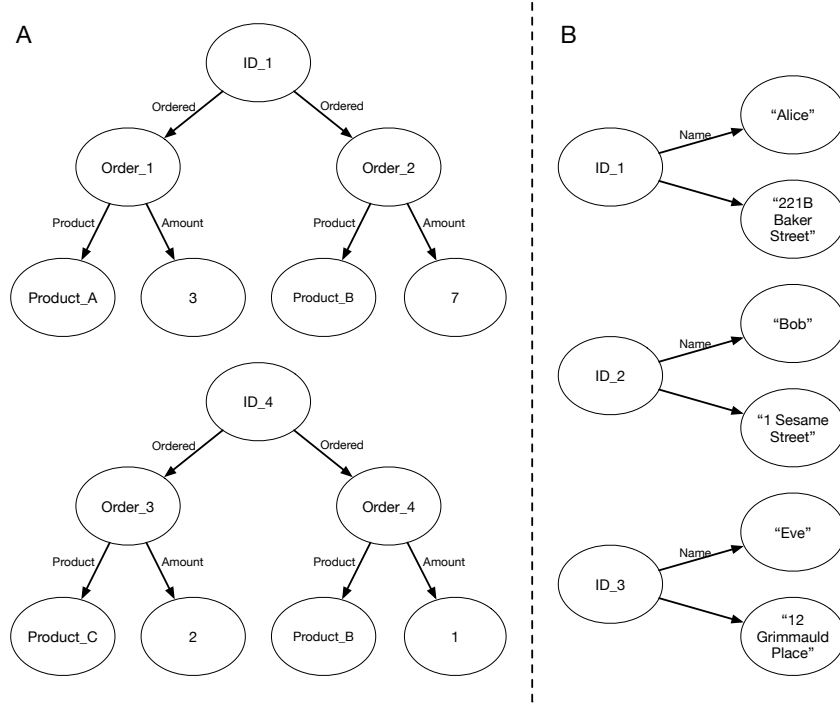 A
ID_1
Ordered
Ordered
Order_1
Order_2
Product
Amount
Product
Amount
Product_A
3
Product_B
7
ID_4
Ordered
Ordered
Order_3
Order_4
Product
Amount
Product
Amount
Product_C
2
Product_B
1
B
“Alice”
Name
ID_1
“221B
Baker
Street”
“Bob”
Name
ID_2
“1 Sesame
Street”
“Eve”
Name
ID_3
“12
Grimmauld
Place”